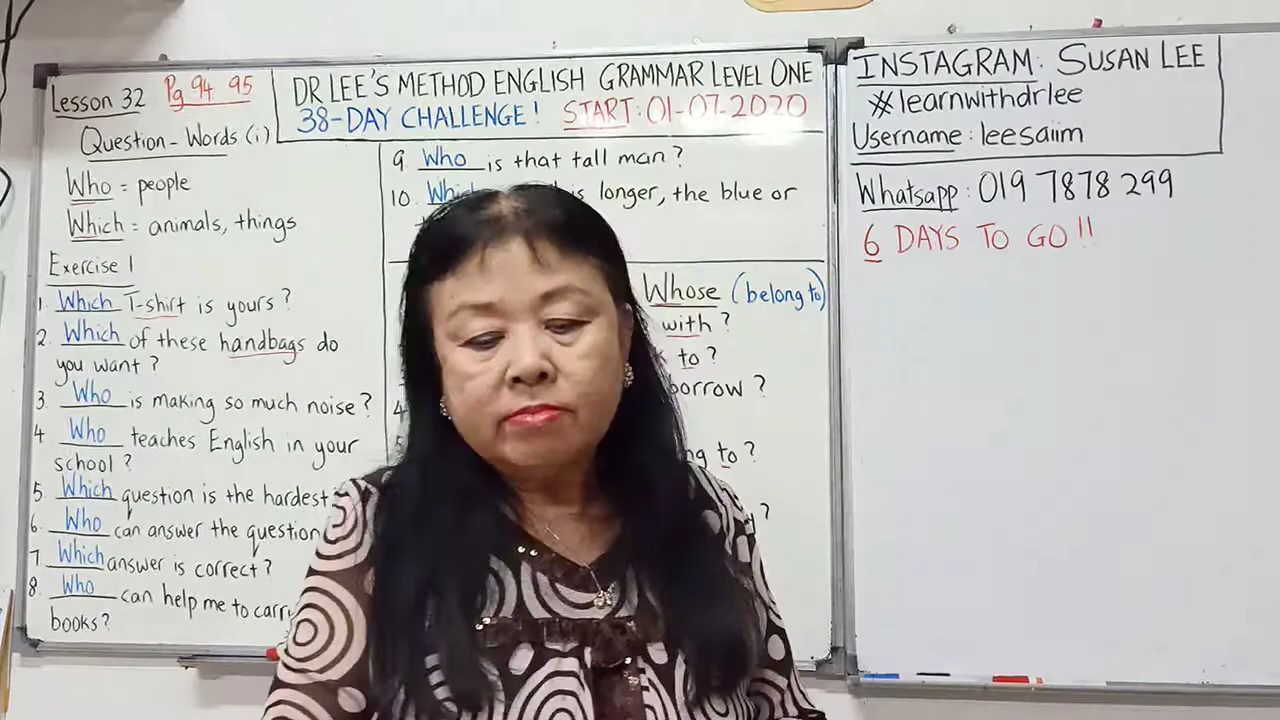 Lesson 32 Pg 94 95
Question-Words (i)
Who = people
Which = animals, things
Exercise 1
1. Which T-shirt is yours?
2. Which of these handbags do
you want?
3. Who is making so much noise?
4 Who teaches English in your
school?
5. Which question is the hardest
6. Who can answer the question
7 Which answer is correct?
8. Who can help me to carry
books?
DR LEE'S METHOD ENGLISH GRAMMAR LEVEL ONE
38-DAY CHALLENGE! START: 01-07-2020
9. Who is that tall man?
10. Which is longer, the blue or
Whose (belong to)
with?
to?
borrow?
4
5
to?
?
INSTAGRAM: SUSAN LEE
#learnwithdrlee
Username: leesaiim
Whatsapp: 019 7878 299
6 DAYS TO GO!!